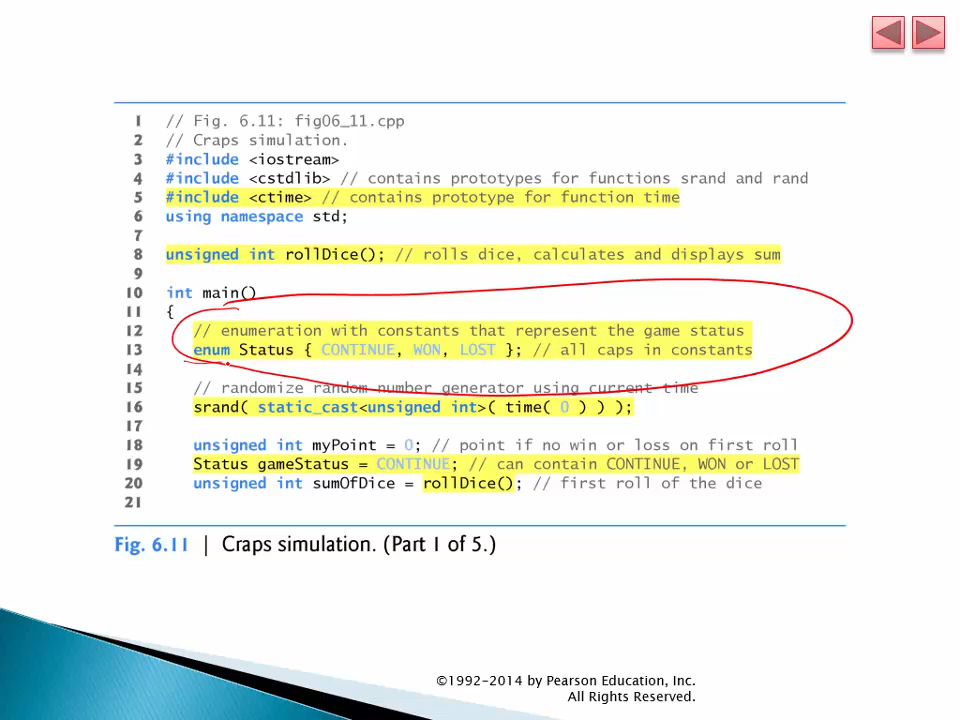 1 // Fig. 6.11: fig06_11.cpp
2 // Craps simulation.
3 #include <iostream>
4 #include <cstdlib> // contains prototypes for functions srand and rand
5 #include <ctime> // contains prototype for function time
6 using namespace std;
7
8 unsigned int rollDice(); // rolls dice, calculates and displays sum
9
10 int main()
11 {
12 // enumeration with constants that represent the game status
13 enum Status { CONTINUE, WON, LOST }; // all caps in constants
14
15 // randomize random number generator using current time
16 srand( static_cast<unsigned int>( time( 0 ) ) );
17
18 unsigned int myPoint = 0; // point if no win or loss on first roll
19 Status gameStatus = CONTINUE; // can contain CONTINUE, WON or LOST
20 unsigned int sumOfDice = rollDice(); // first roll of the dice
21
Fig. 6.11 | Craps simulation. (Part 1 of 5.)
©1992-2014 by Pearson Education, Inc.
All Rights Reserved.